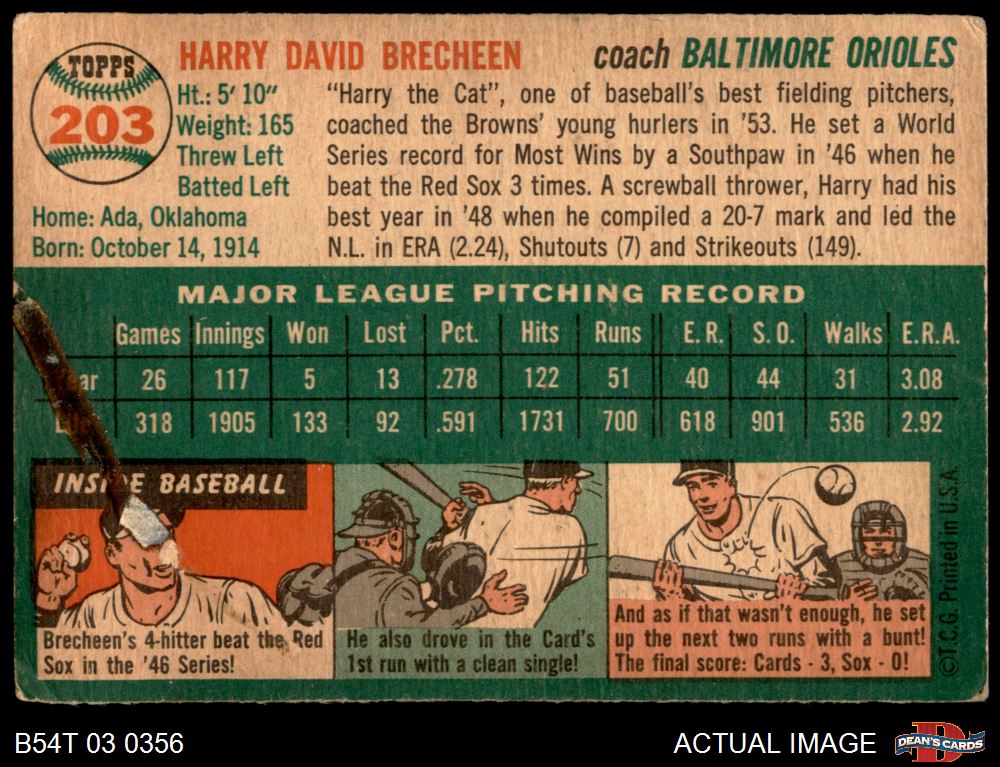 TOPPS
203
HARRY DAVID BRECHEEN
coach BALTIMORE ORIOLES
Ht.: 5' 10"
Weight: 165
Threw Left
Batted Left
Home: Ada, Oklahoma
Born: October 14, 1914
"Harry the Cat", one of baseball's best fielding pitchers,
coached the Browns' young hurlers in '53. He set a World
Series record for Most Wins by a Southpaw in '46 when he
beat the Red Sox 3 times. A screwball thrower, Harry had his
best year in '48 when he compiled a 20-7 mark and led the
N.L. in ERA (2.24), Shutouts (7) and Strikeouts (149).
MAJOR LEAGUE PITCHING RECORD
Games Innings Won Lost Pct. Hits Runs E. R. S. O. Walks E.R.A.
ar 26 117 5 13 .278 122 51 40 44 31 3.08
318 1905 133 92 .591 1731 700 618 901 536 2.92
INSI E BASEBALL
Brecheen's 4-hitter beat the Red
Sox in the '46 Series!
He also drove in the Card's
1st run with a clean single!
And as if that wasn't enough, he set
up the next two runs with a bunt!
The final score: Cards - 3, Sox - 0!
©T.C.G. Printed in U.S.A.
B54T 03 0356
ACTUAL IMAGE
D
DEAN'S CARDS